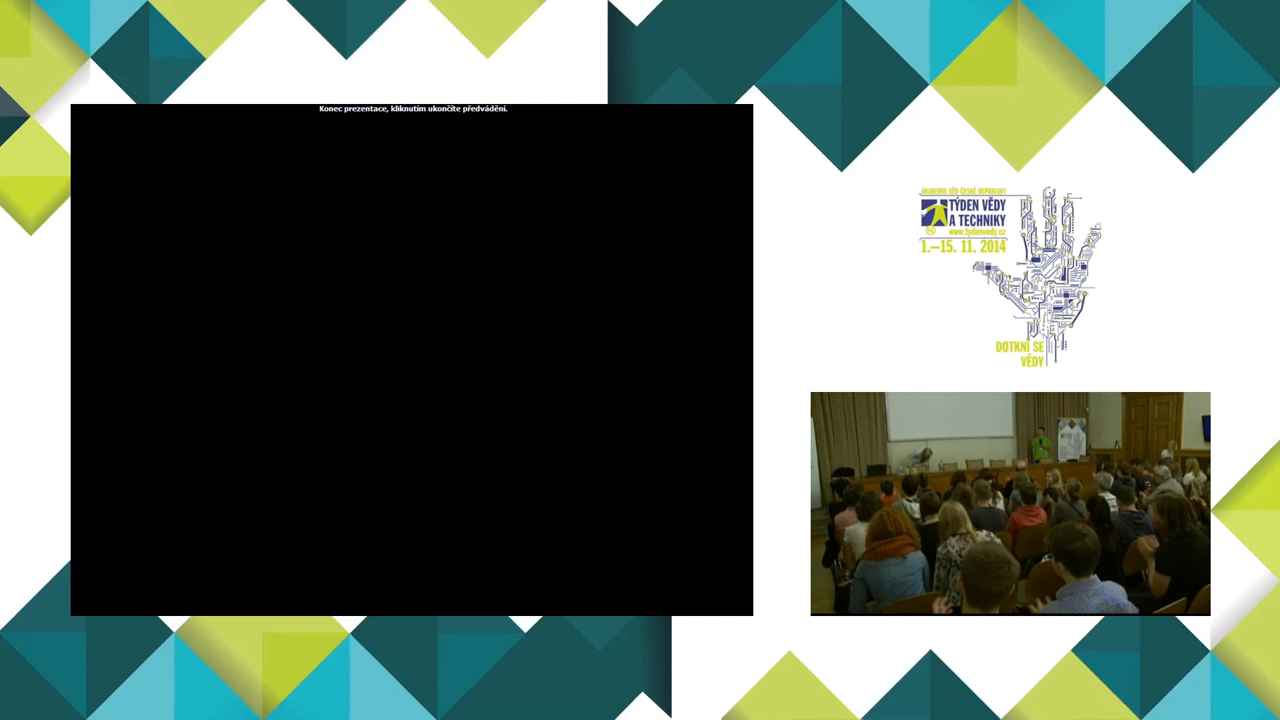 Konec prezentace, kliknutím ukončíte předvádění.
AKADEMIE VĚD ČESKÉ REPUBLIKY
TÝDEN VĚDY
A TECHNIKY
www.tydenvedy.cz
1.–15. 11. 2014
DOTKNI SE
VĚDY